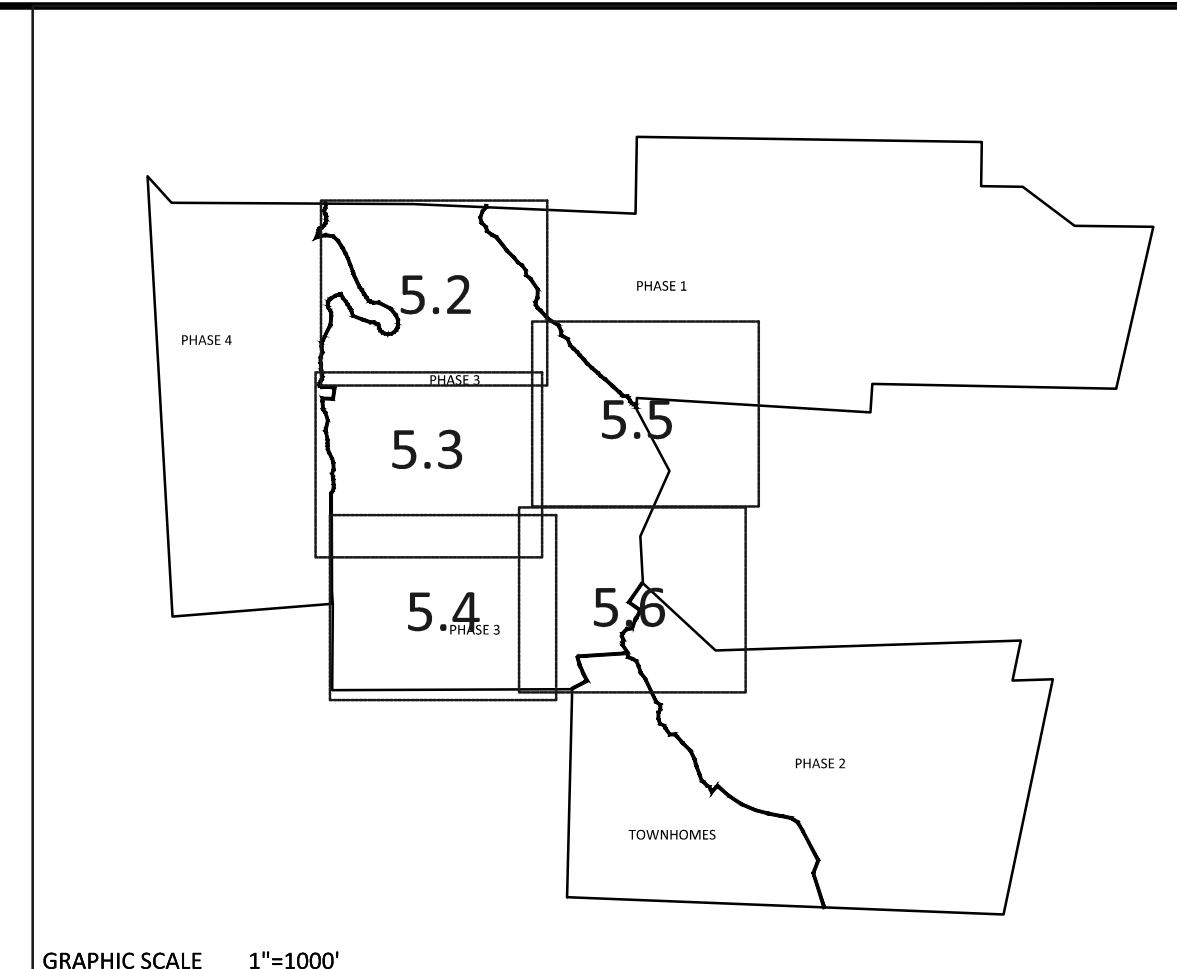 PHASE 1
5.2
PHASE 4
PHASE 3
5.5
5.3
5.6
5.4
PHASE 3
PHASE 2
TOWNHOMES
GRAPHIC SCALE 1"=1000'